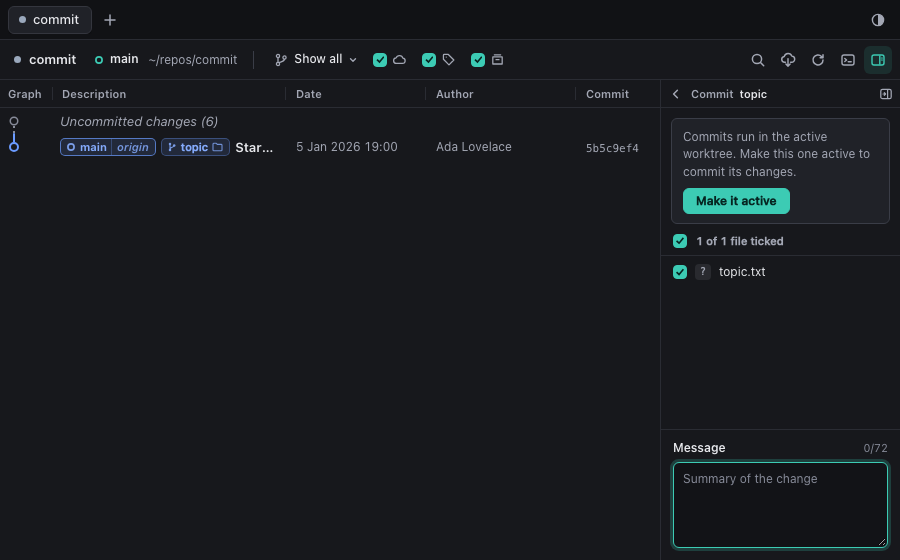 commit
commit main ~/repos/commit Show all
Graph Description Date Author Commit
Commit topic
Uncommitted changes (6)
main origin topic Star... 5 Jan 2026 19:00 Ada Lovelace 5b5c9ef4
Commits run in the active
worktree. Make this one active to
commit its changes.
Make it active
1 of 1 file ticked
? topic.txt
Message 0/72
Summary of the change